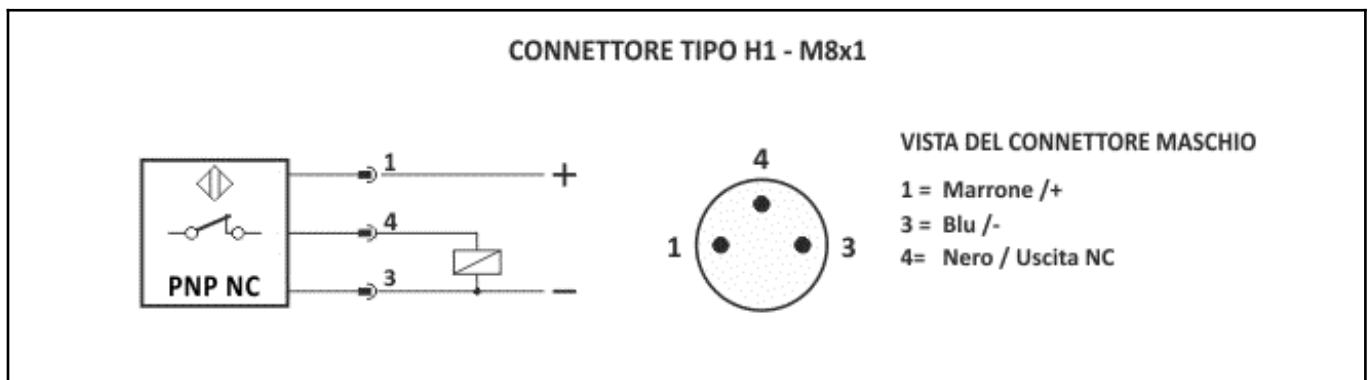 CONNETTORE TIPO H1 - M8x1
1
+
4
3
−
PNP NC
4
1
3
VISTA DEL CONNETTORE MASCHIO
1 = Marrone /+
3 = Blu /-
4= Nero / Uscita NC